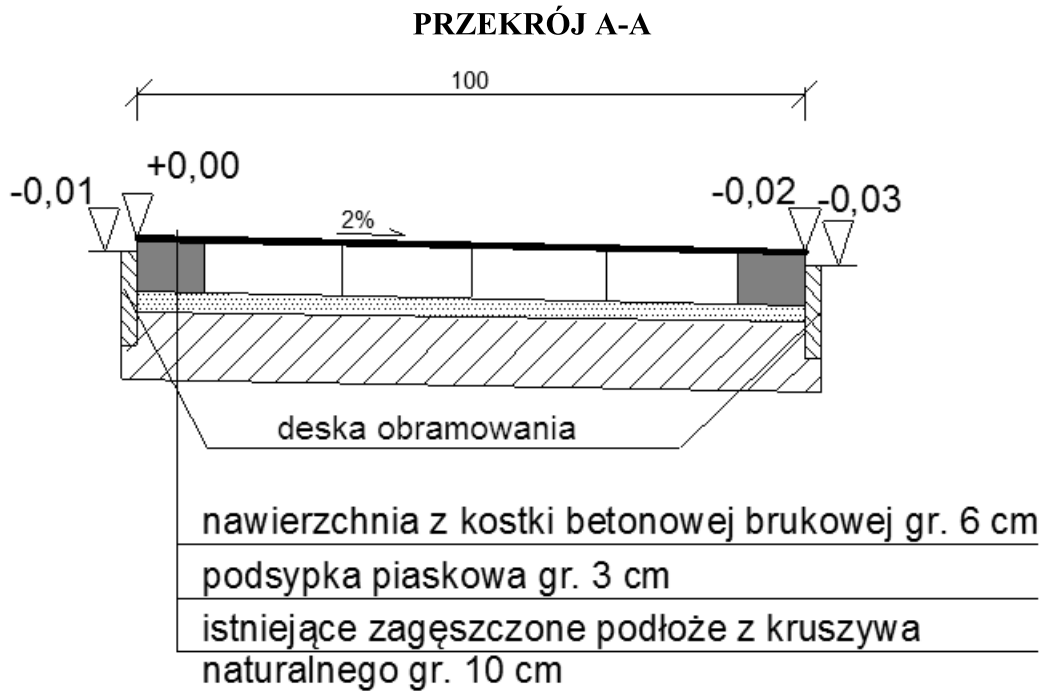 PRZEKRÓJ A-A
100
+0,00
-0,01
-0,02
-0,03
2%
deska obramowania
nawierzchnia z kostki betonowej brukowej gr. 6 cm
podsypka piaskowa gr. 3 cm
istniejące zagęszczone podłoże z kruszywa
naturalnego gr. 10 cm